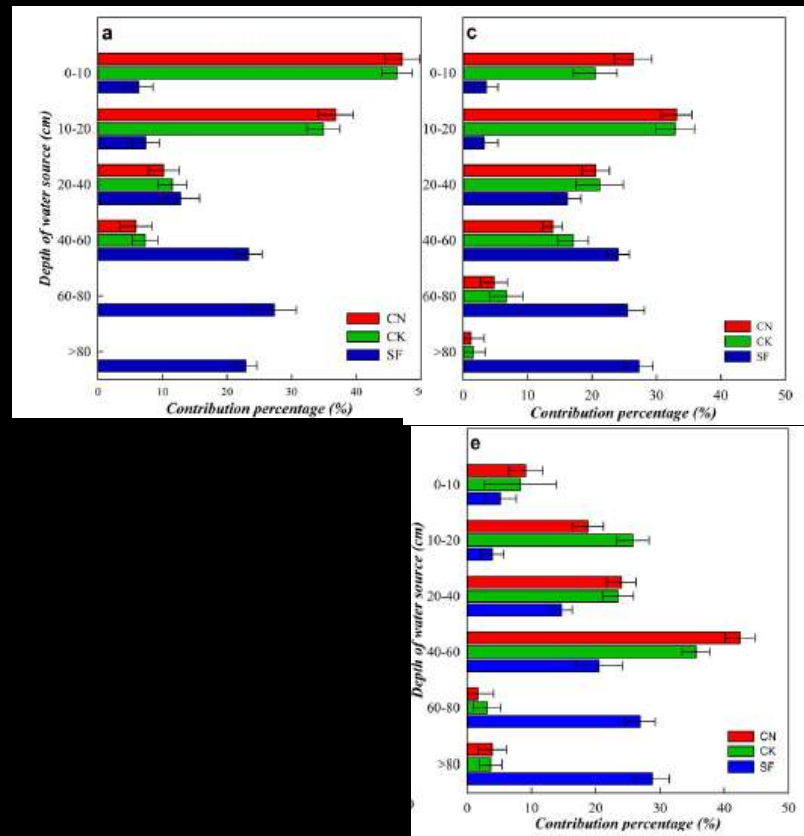 a
Depth of water source (cm)
0-10
10-20
20-40
40-60
60-80
>80
CN
CK
SF
0 10 20 30 40
Contribution percentage (%)
c
0-10
10-20
20-40
40-60
60-80
>80
CN
CK
SF
0 10 20 30 40 50
Contribution percentage (%)
e
Depth of water source (cm)
0-10
10-20
20-40
40-60
60-80
>80
CN
CK
SF
0 10 20 30 40 50
Contribution percentage (%)